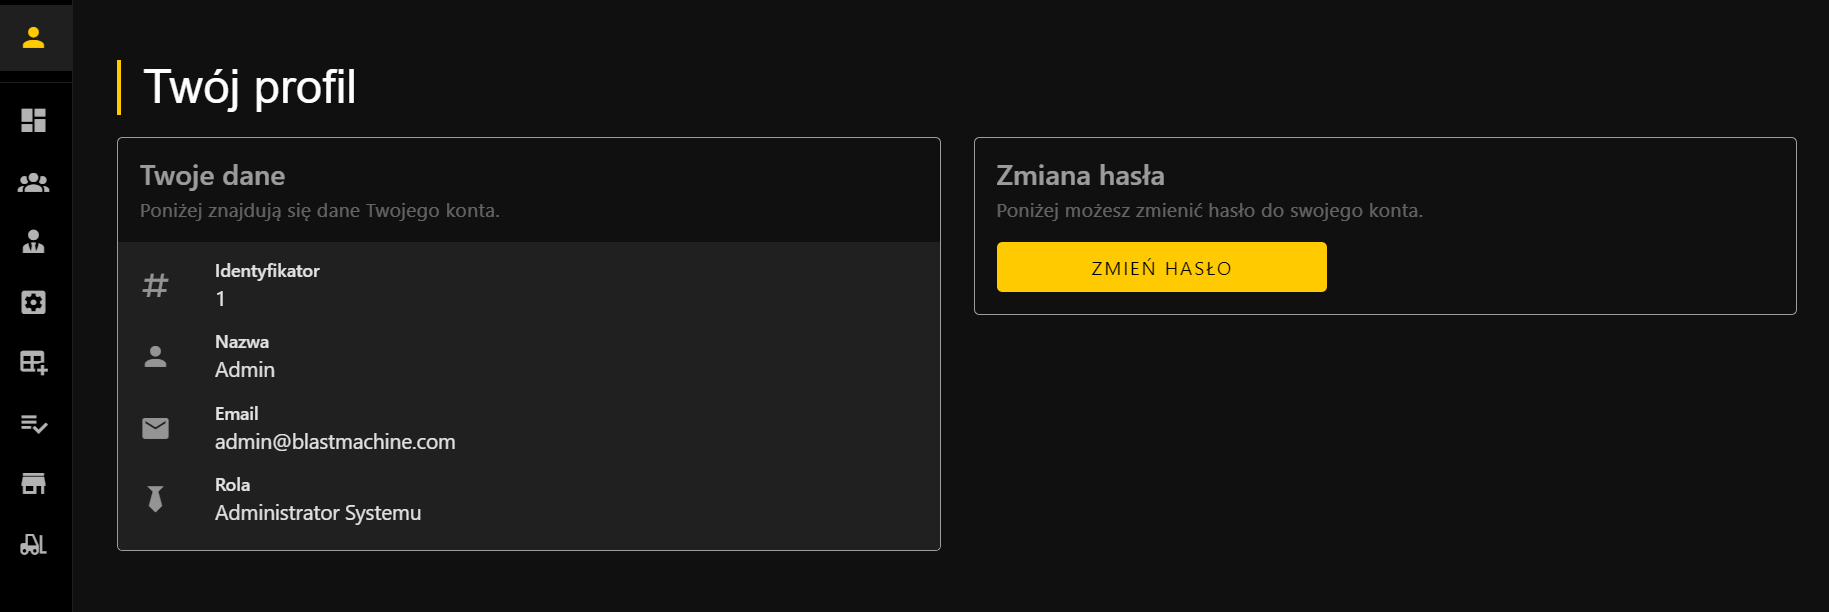 Twój profil
Twoje dane
Poniżej znajdują się dane Twojego konta.
Identyfikator
1
Nazwa
Admin
Email
admin@blastmachine.com
Rola
Administrator Systemu
Zmiana hasła
Poniżej możesz zmienić hasło do swojego konta.
ZMIEŃ HASŁO